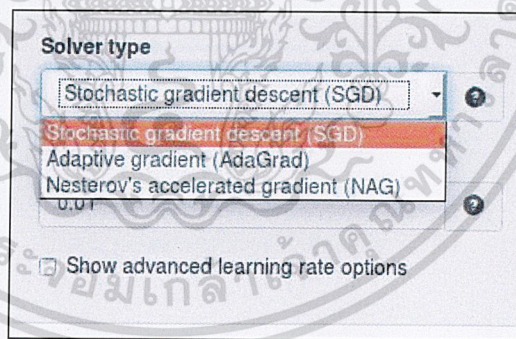 Solver type
Stochastic gradient descent (SGD)
Stochastic gradient descent (SGD)
Adaptive gradient (AdaGrad)
Nesterov's accelerated gradient (NAG)
0.01
Show advanced learning rate options